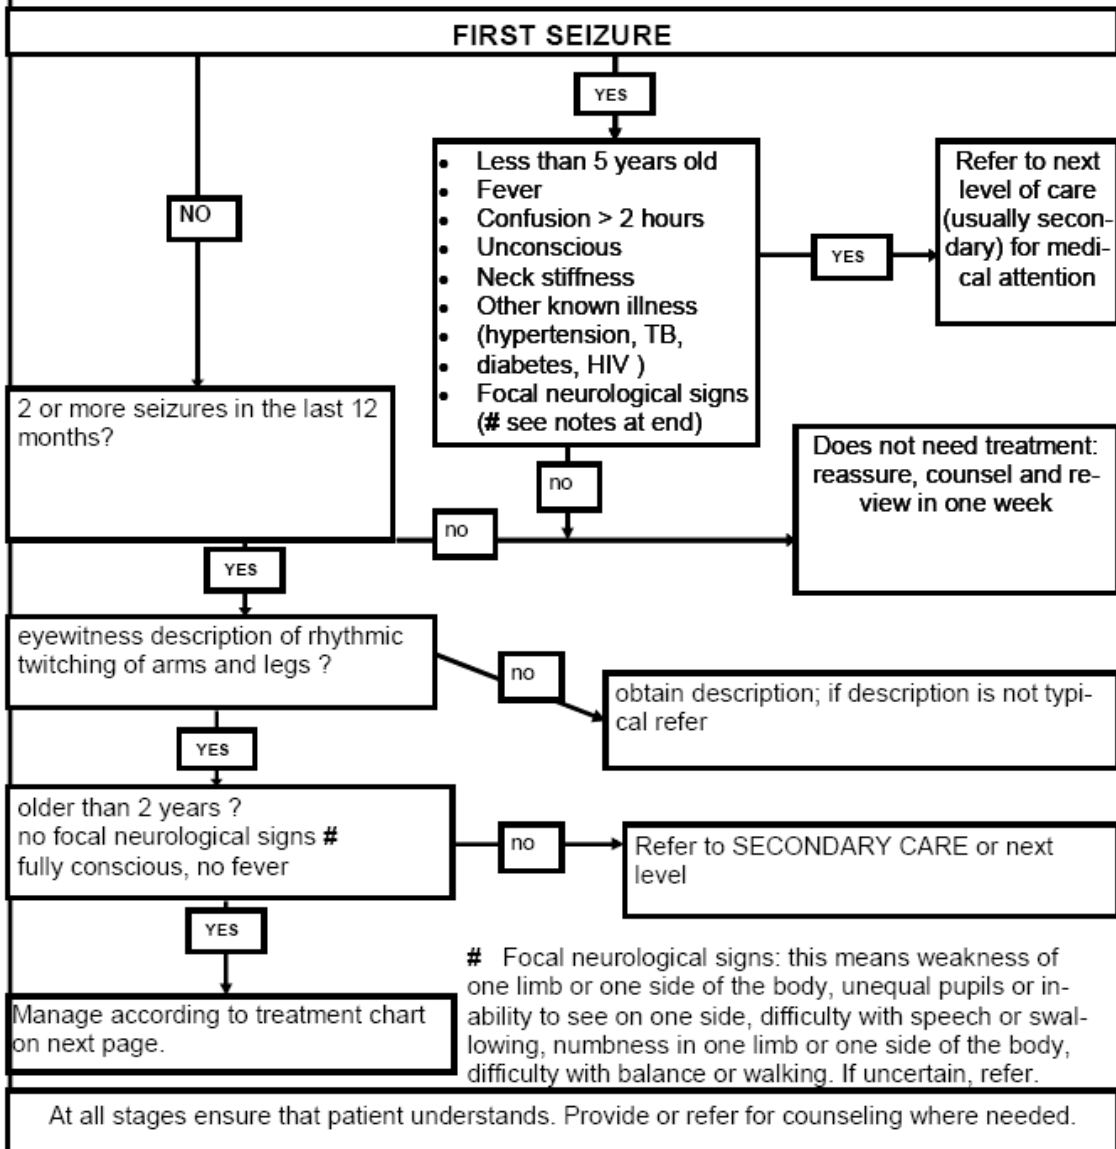 FIRST SEIZURE
YES
NO
• Less than 5 years old
• Fever
• Confusion > 2 hours
• Unconscious
• Neck stiffness
• Other known illness
• (hypertension, TB,
• diabetes, HIV )
• Focal neurological signs
(# see notes at end)
YES
Refer to next
level of care
(usually secon-
dary) for medi-
cal attention
2 or more seizures in the last 12
months?
no
no
Does not need treatment:
reassure, counsel and re-
view in one week
YES
eyewitness description of rhythmic
twitching of arms and legs ?
no
obtain description; if description is not typi-
cal refer
YES
older than 2 years ?
no focal neurological signs #
fully conscious, no fever
no
Refer to SECONDARY CARE or next
level
YES
Manage according to treatment chart
on next page.
# Focal neurological signs: this means weakness of
one limb or one side of the body, unequal pupils or in-
ability to see on one side, difficulty with speech or swal-
lowing, numbness in one limb or one side of the body,
difficulty with balance or walking. If uncertain, refer.
At all stages ensure that patient understands. Provide or refer for counseling where needed.